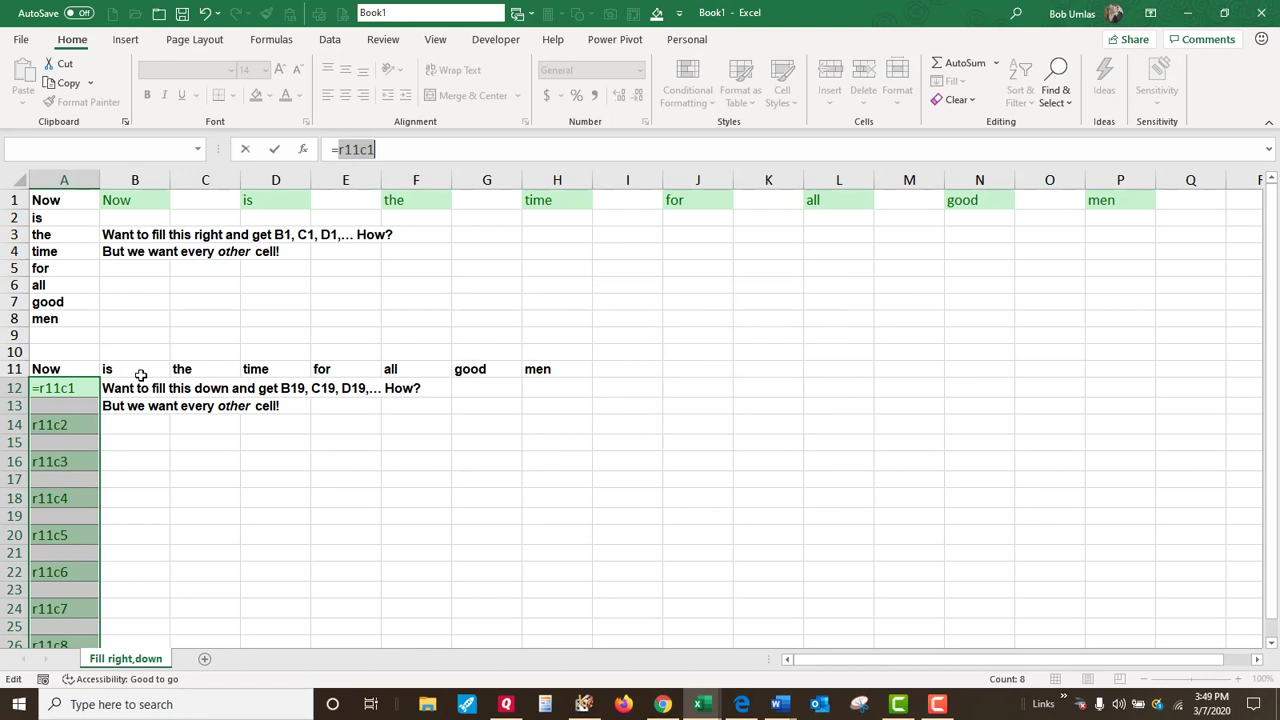 AutoSave Off Book1 Book1 - Excel Bob Umlas
File Home Insert Page Layout Formulas Data Review View Developer Help Power Pivot Personal Share Comments
Paste Cut Copy Format Painter
14 A A Wrap Text Merge & Center
General $ % ,
Conditional Formatting Format as Table Cell Styles Insert Delete Format
AutoSum Fill Clear Sort & Filter Find & Select Ideas Sensitivity
Clipboard Font Alignment Number Styles Cells Editing Ideas Sensitivity
fx =r11c1
A B C D E F G H I J K L M N O P Q
1 Now Now is the time for all good men
2 is
3 the Want to fill this right and get B1, C1, D1,... How?
4 time But we want every other cell!
5 for
6 all
7 good
8 men
9
10
11 Now is the time for all good men
12 =r11c1 Want to fill this down and get B19, C19, D19,... How?
13 But we want every other cell!
14 r11c2
15
16 r11c3
17
18 r11c4
19
20 r11c5
21
22 r11c6
23
24 r11c7
25
26 r11c8
Fill right,down
Edit Accessibility: Good to go Count: 8 100%
Type here to search Links 3:49 PM
3/7/2020